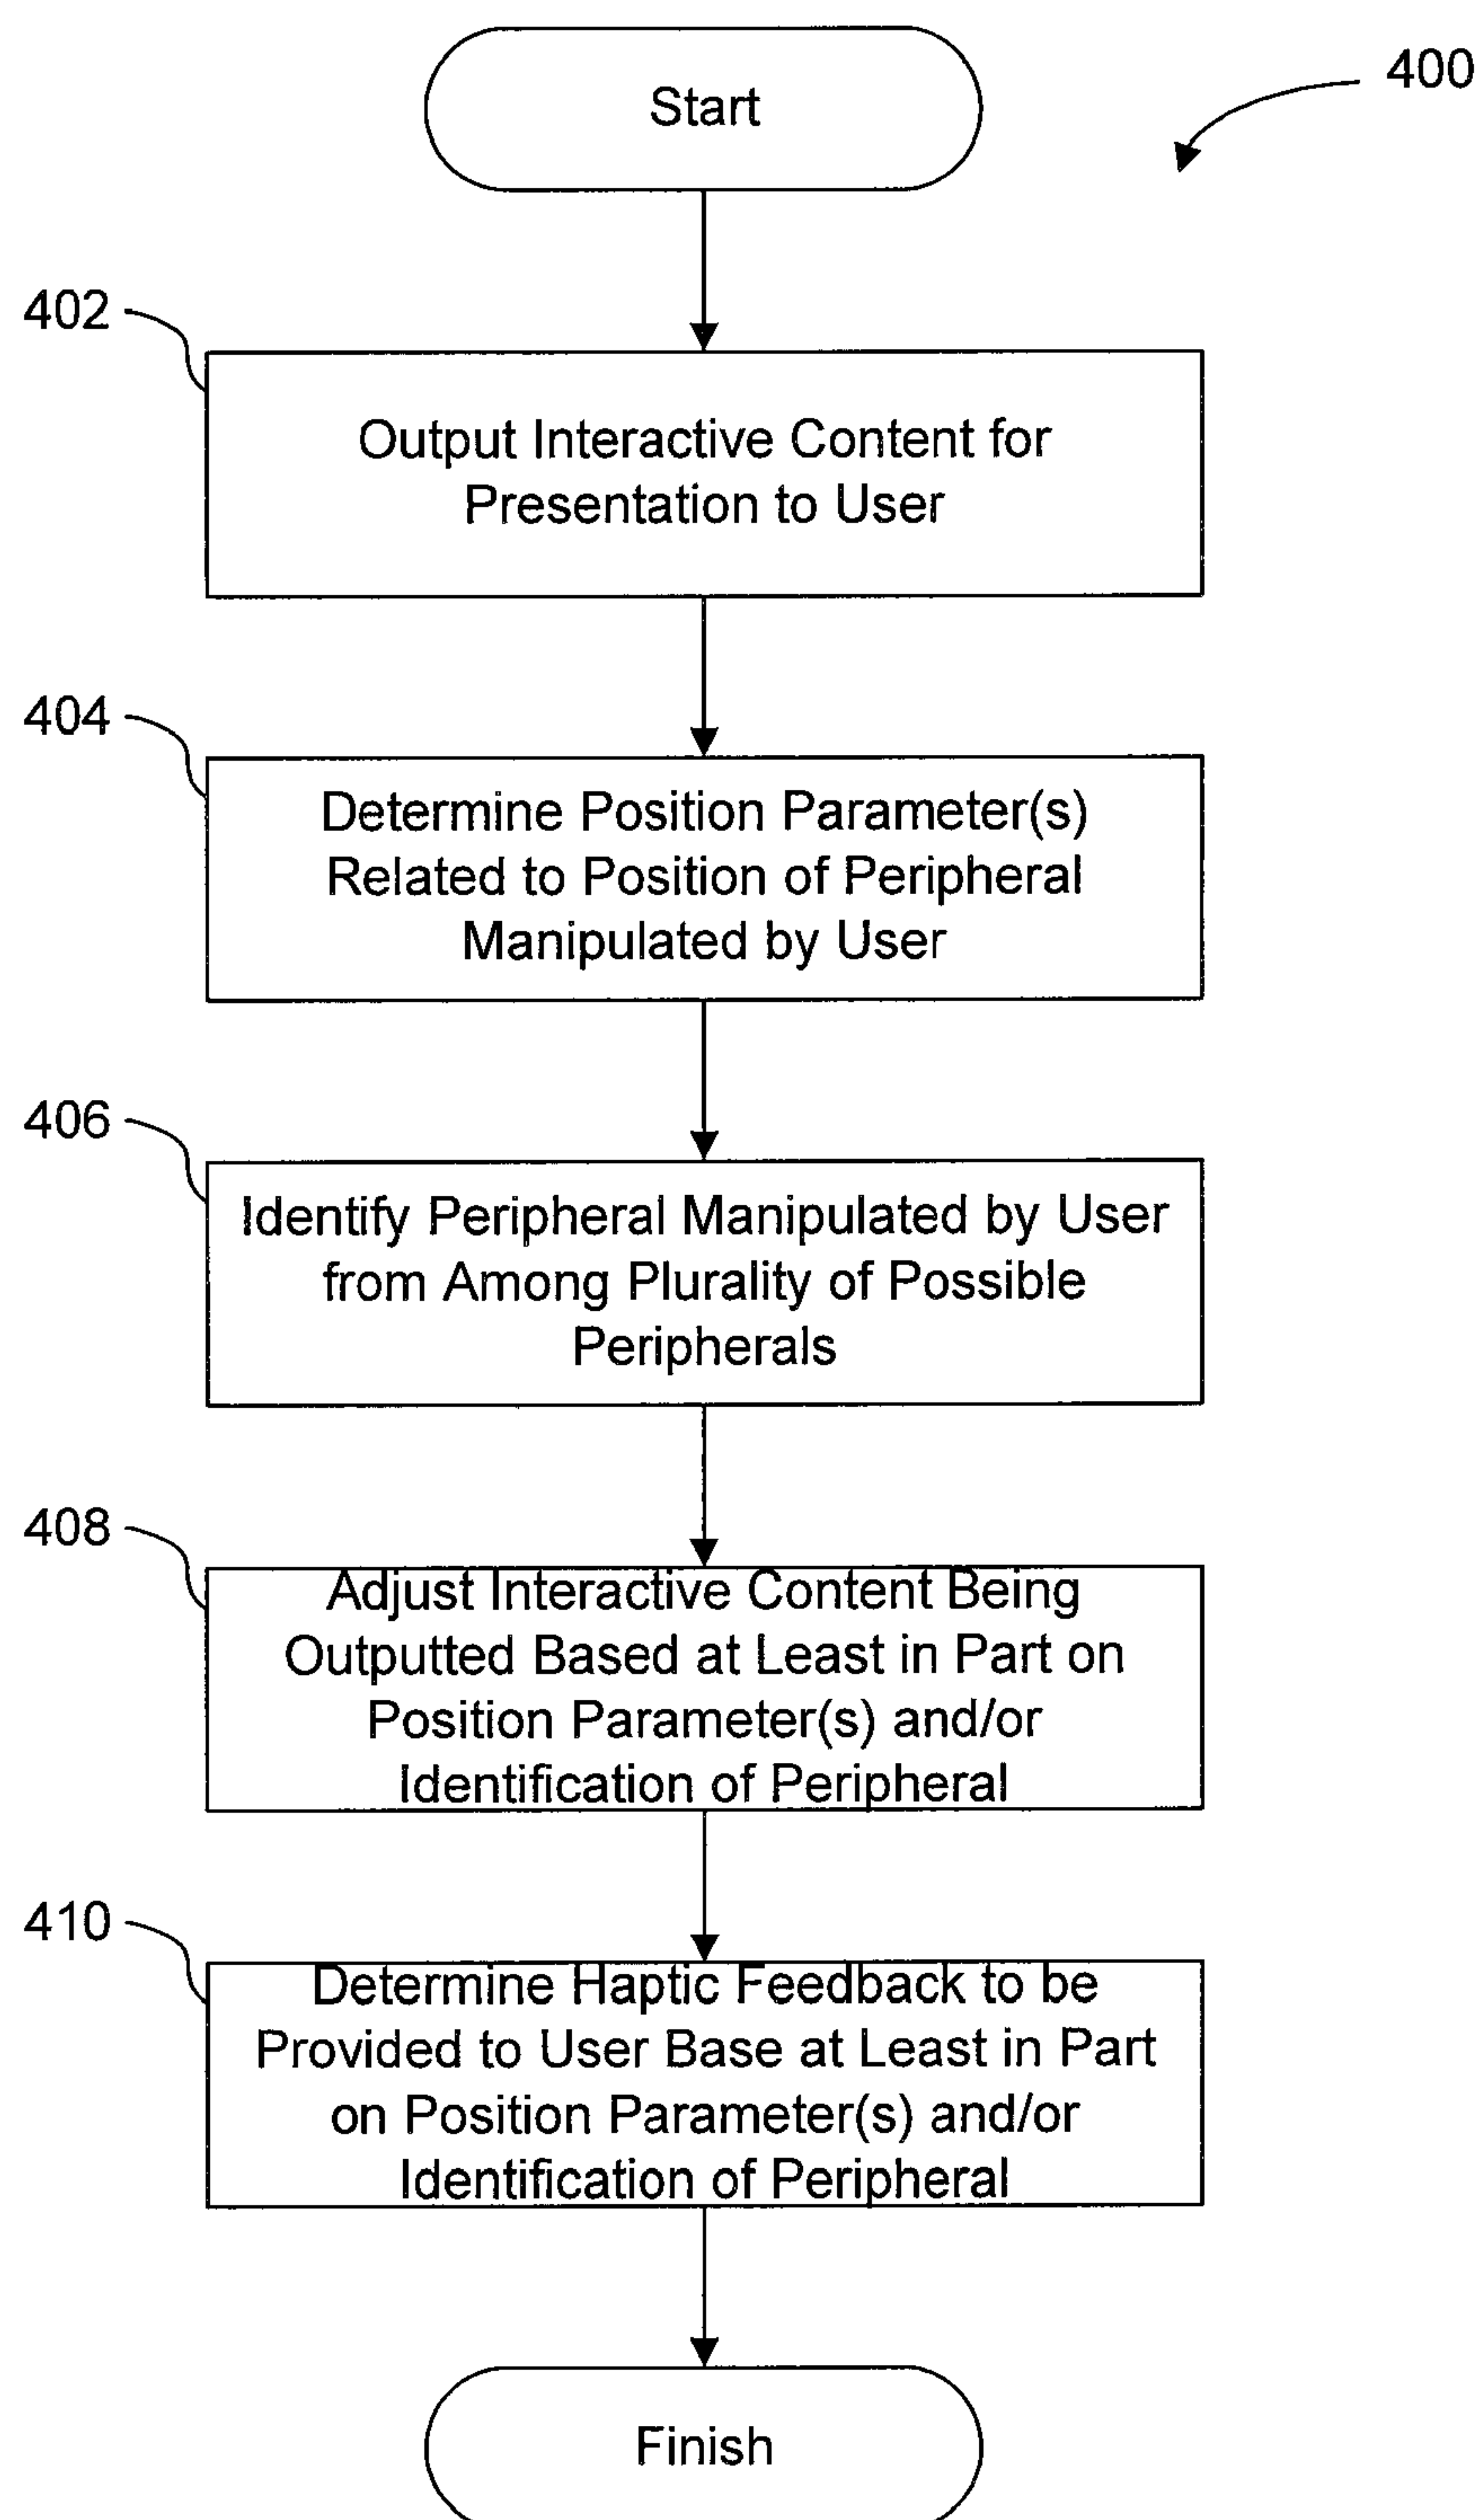 Start
400
402
Output Interactive Content for
Presentation to User
404
Determine Position Parameter(s)
Related to Position of Peripheral
Manipulated by User
406
Identify Peripheral Manipulated by User
from Among Plurality of Possible
Peripherals
408
Adjust Interactive Content Being
Outputted Based at Least in Part on
Position Parameter(s) and/or
Identification of Peripheral
410
Determine Haptic Feedback to be
Provided to User Base at Least in Part
on Position Parameter(s) and/or
Identification of Peripheral
Finish